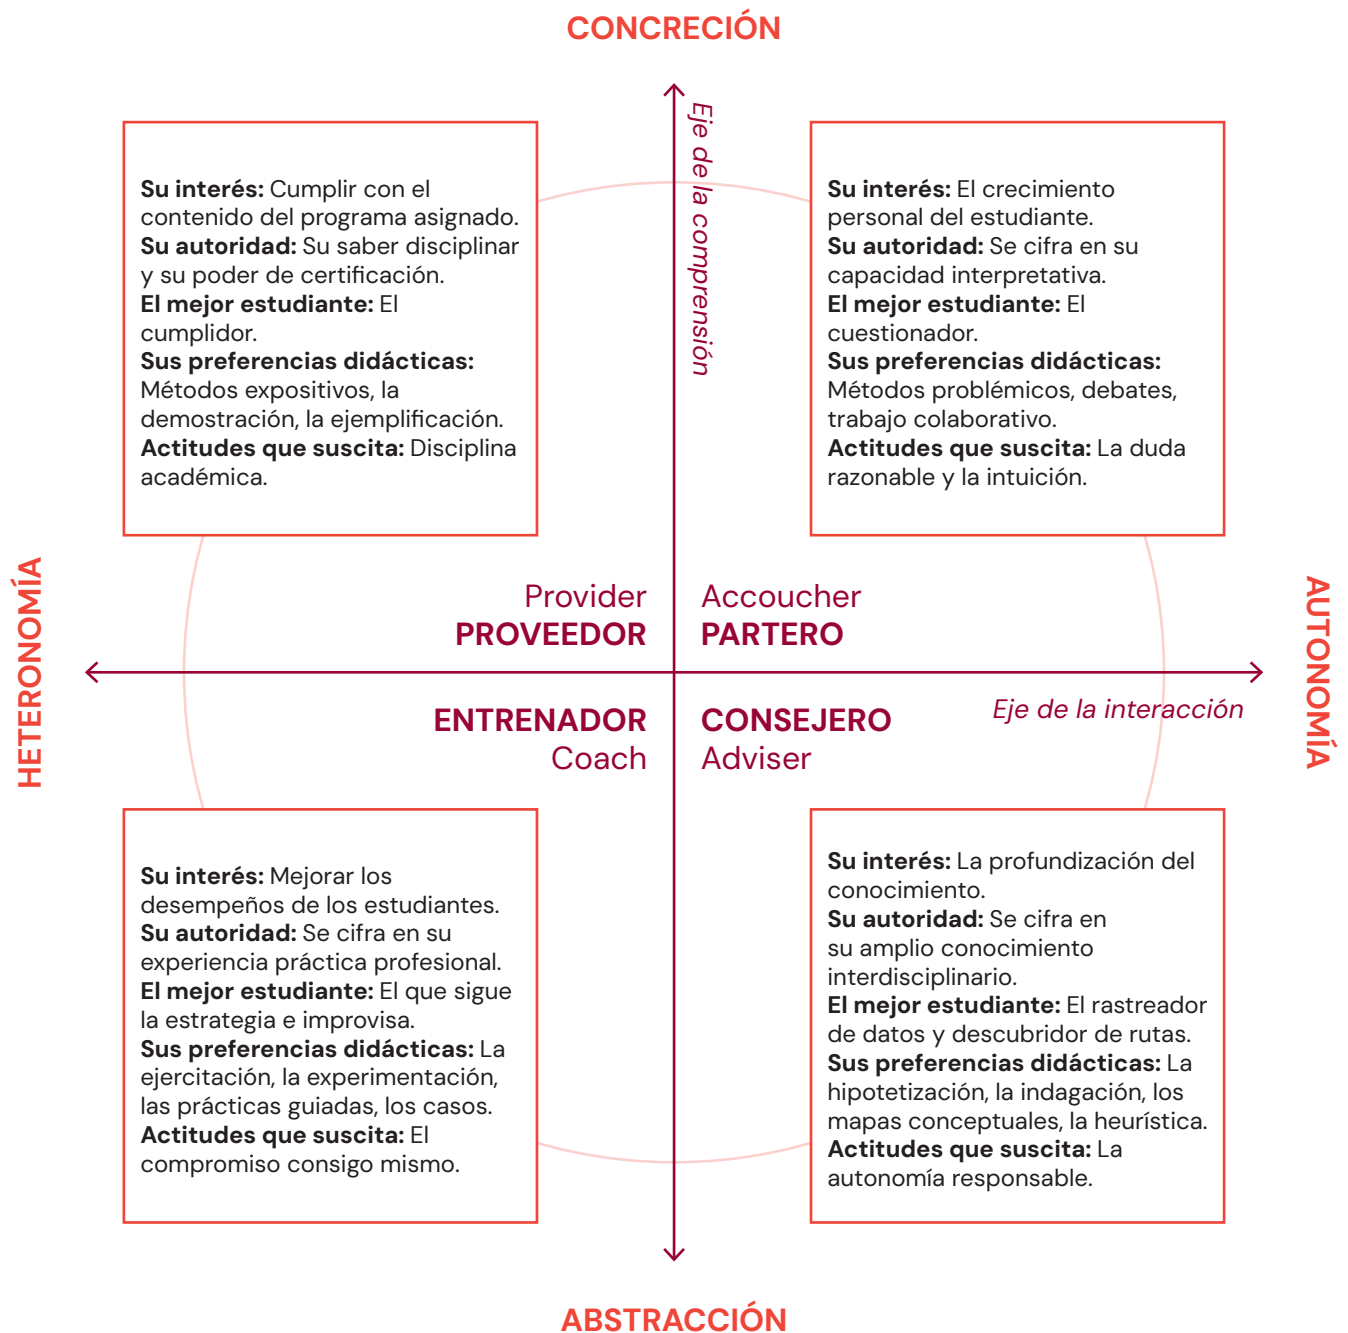 CONCRECIÓN
Eje de la comprensión
Su interés: Cumplir con el
contenido del programa asignado.
Su autoridad: Su saber disciplinar
y su poder de certificación.
El mejor estudiante: El
cumplidor.
Sus preferencias didácticas:
Métodos expositivos, la
demostración, la ejemplificación.
Actitudes que suscita: Disciplina
académica.
Su interés: El crecimiento
personal del estudiante.
Su autoridad: Se cifra en su
capacidad interpretativa.
El mejor estudiante: El
cuestionador.
Sus preferencias didácticas:
Métodos problémicos, debates,
trabajo colaborativo.
Actitudes que suscita: La duda
razonable y la intuición.
HETERONOMÍA
Provider
PROVEEDOR
Accoucher
PARTERO
AUTONOMÍA
Eje de la interacción
ENTRENADOR
Coach
CONSEJERO
Adviser
Su interés: Mejorar los
desempeños de los estudiantes.
Su autoridad: Se cifra en su
experiencia práctica profesional.
El mejor estudiante: El que sigue
la estrategia e improvisa.
Sus preferencias didácticas: La
ejercitación, la experimentación,
las prácticas guiadas, los casos.
Actitudes que suscita: El
compromiso consigo mismo.
Su interés: La profundización del
conocimiento.
Su autoridad: Se cifra en
su amplio conocimiento
interdisciplinario.
El mejor estudiante: El rastreador
de datos y descubridor de rutas.
Sus preferencias didácticas: La
hipotetización, la indagación, los
mapas conceptuales, la heurística.
Actitudes que suscita: La
autonomía responsable.
ABSTRACCIÓN